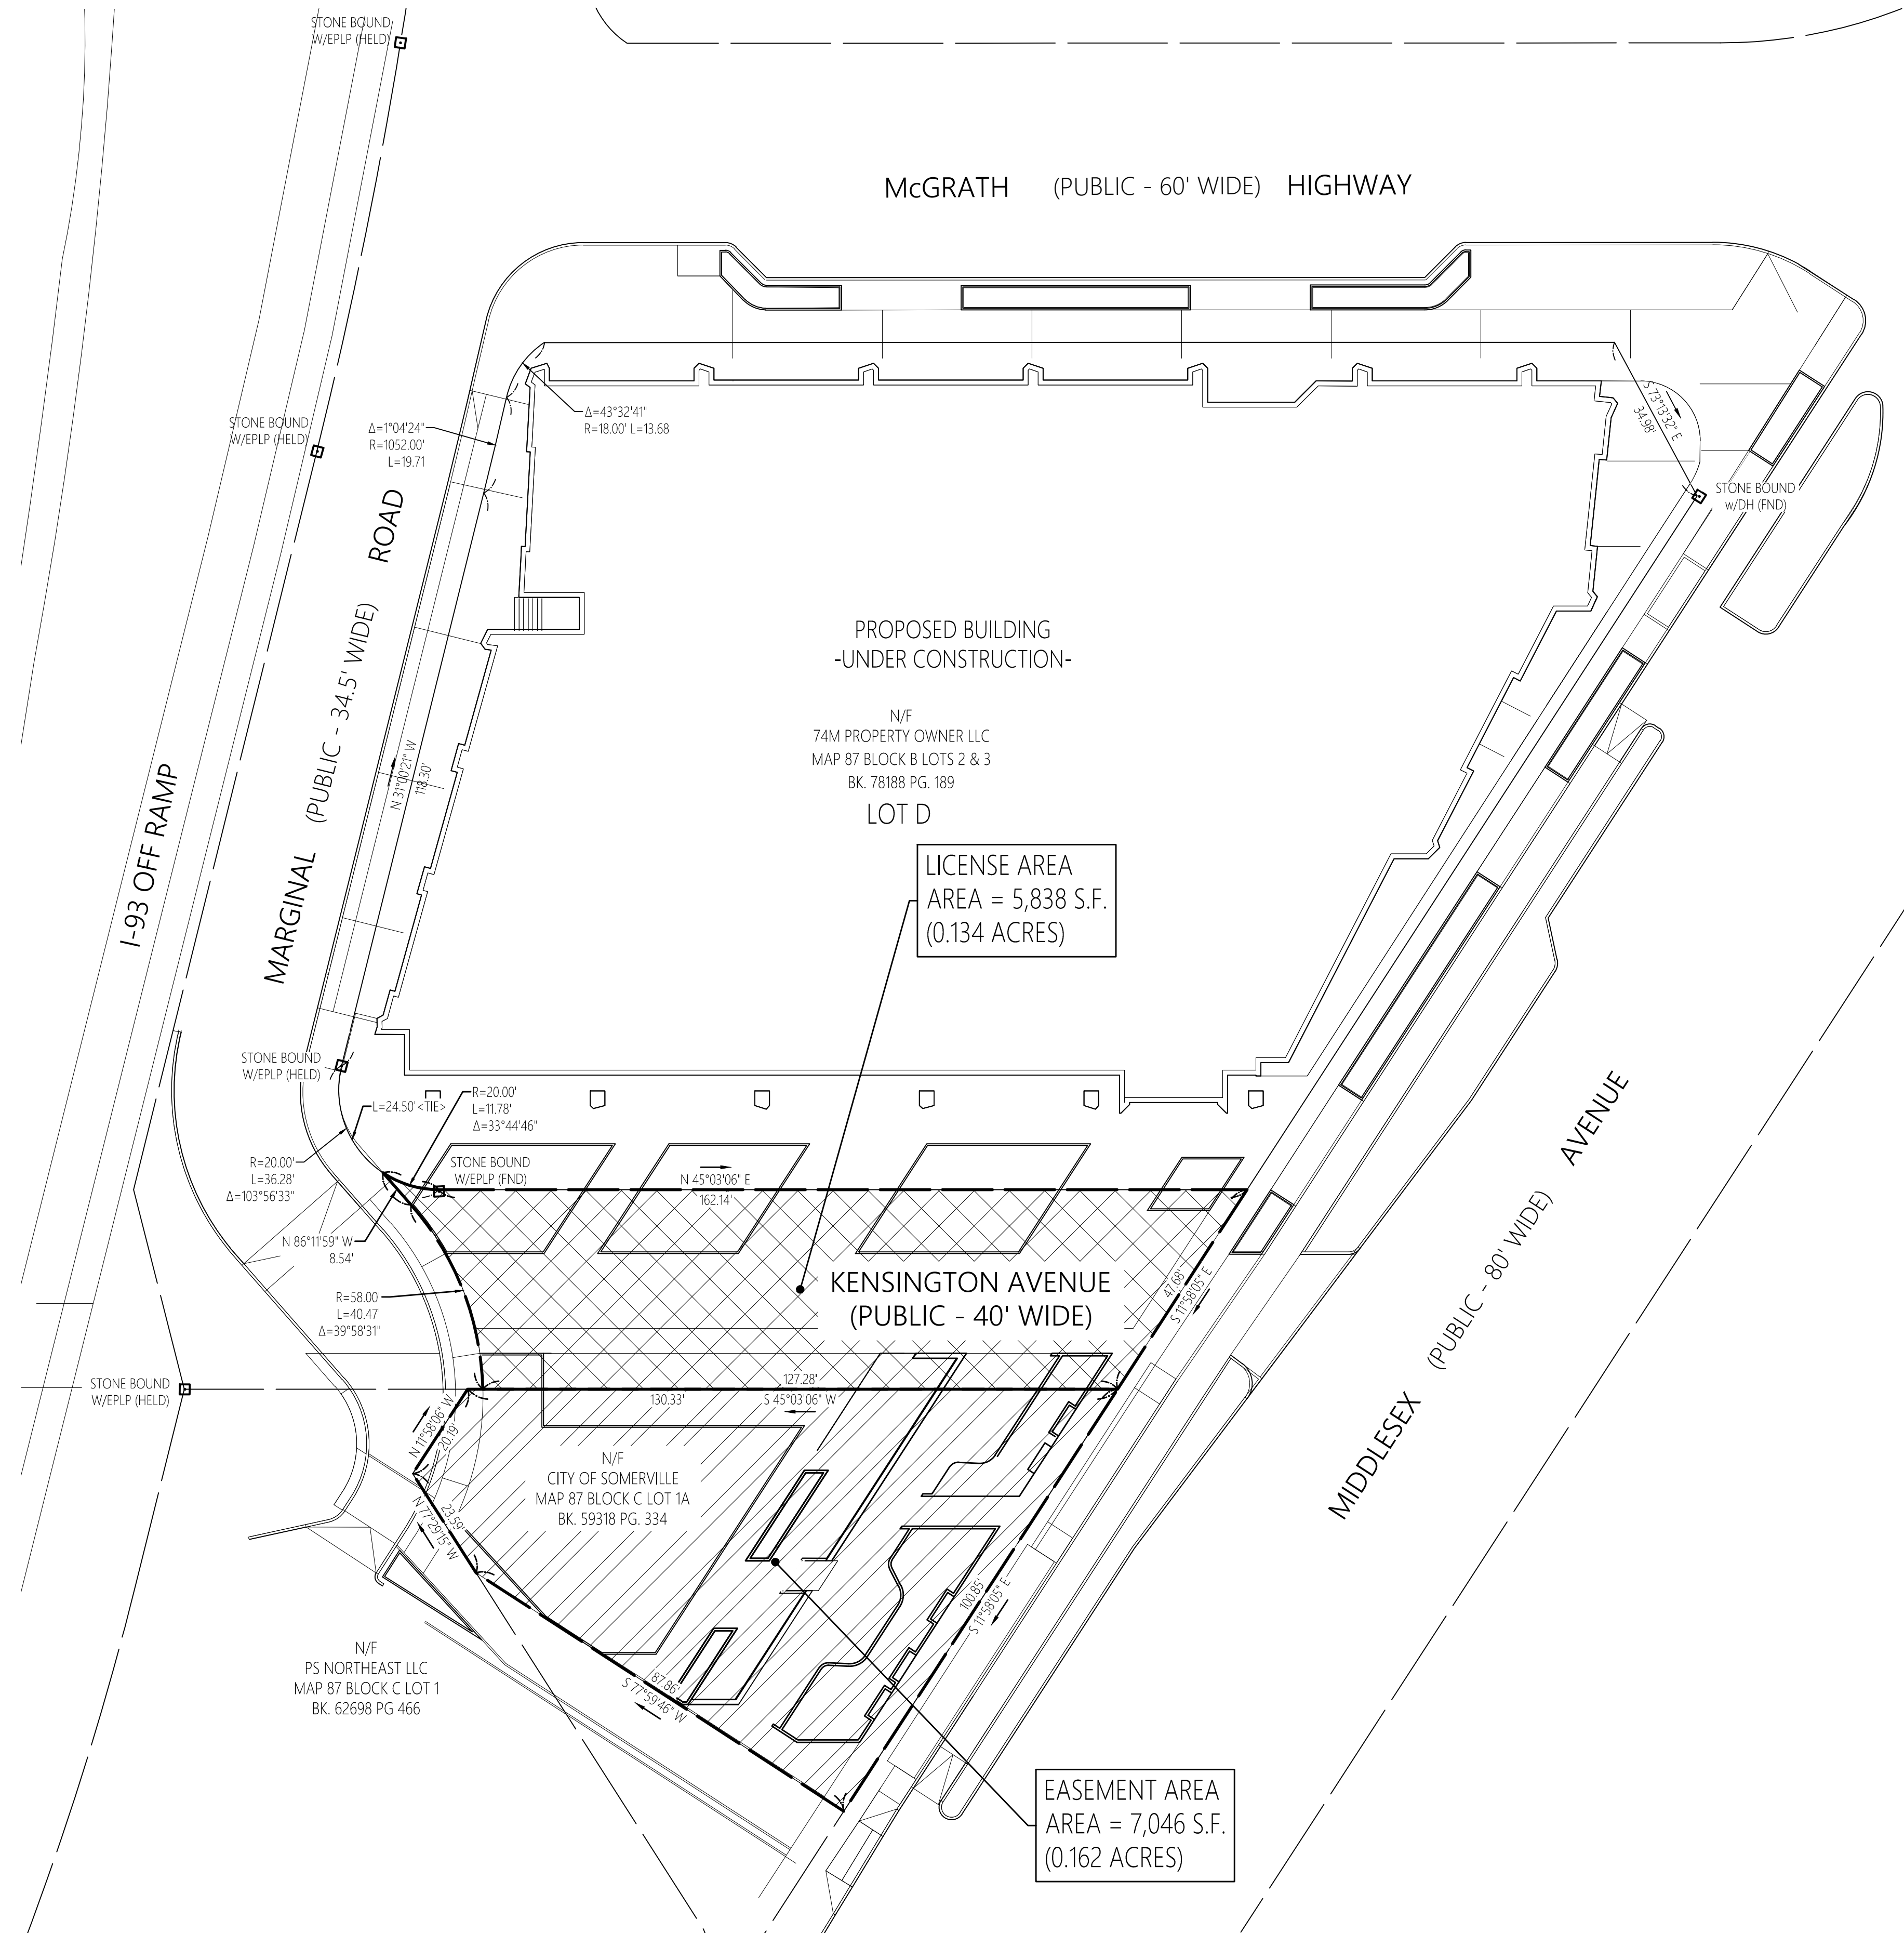 STONE BOUND
W/EPLP (HELD)
McGRATH (PUBLIC - 60' WIDE) HIGHWAY
STONE BOUND
W/EPLP (HELD)
Δ=1°04'24"
R=1052.00'
L=19.71
Δ=43°32'41"
R=18.00' L=13.68
S 73°13'32" E
34.98'
STONE BOUND
w/DH (FND)
MARGINAL (PUBLIC - 34.5' WIDE) ROAD
I-93 OFF RAMP
N 31°00'21" W
118.30'
PROPOSED BUILDING
-UNDER CONSTRUCTION-
N/F
74M PROPERTY OWNER LLC
MAP 87 BLOCK B LOTS 2 & 3
BK. 78188 PG. 189
LOT D
LICENSE AREA
AREA = 5,838 S.F.
(0.134 ACRES)
STONE BOUND
W/EPLP (HELD)
L=24.50' <TIE>
R=20.00'
L=11.78'
Δ=33°44'46"
R=20.00'
L=36.28'
Δ=103°56'33"
STONE BOUND
W/EPLP (FND)
N 45°03'06" E
162.14'
N 86°11'59" W
8.54'
R=58.00'
L=40.47'
Δ=39°58'31"
KENSINGTON AVENUE
(PUBLIC - 40' WIDE)
47.68'
S 11°58'05" E
MIDDLESEX (PUBLIC - 80' WIDE) AVENUE
STONE BOUND
W/EPLP (HELD)
127.28'
130.33'
S 45°03'06" W
N 11°58'06" W
20.19'
N/F
CITY OF SOMERVILLE
MAP 87 BLOCK C LOT 1A
BK. 59318 PG. 334
23.59'
N 77°29'15" W
100.85'
S 11°58'05" E
N/F
PS NORTHEAST LLC
MAP 87 BLOCK C LOT 1
BK. 62698 PG 466
87.86'
S 77°59'46" W
EASEMENT AREA
AREA = 7,046 S.F.
(0.162 ACRES)